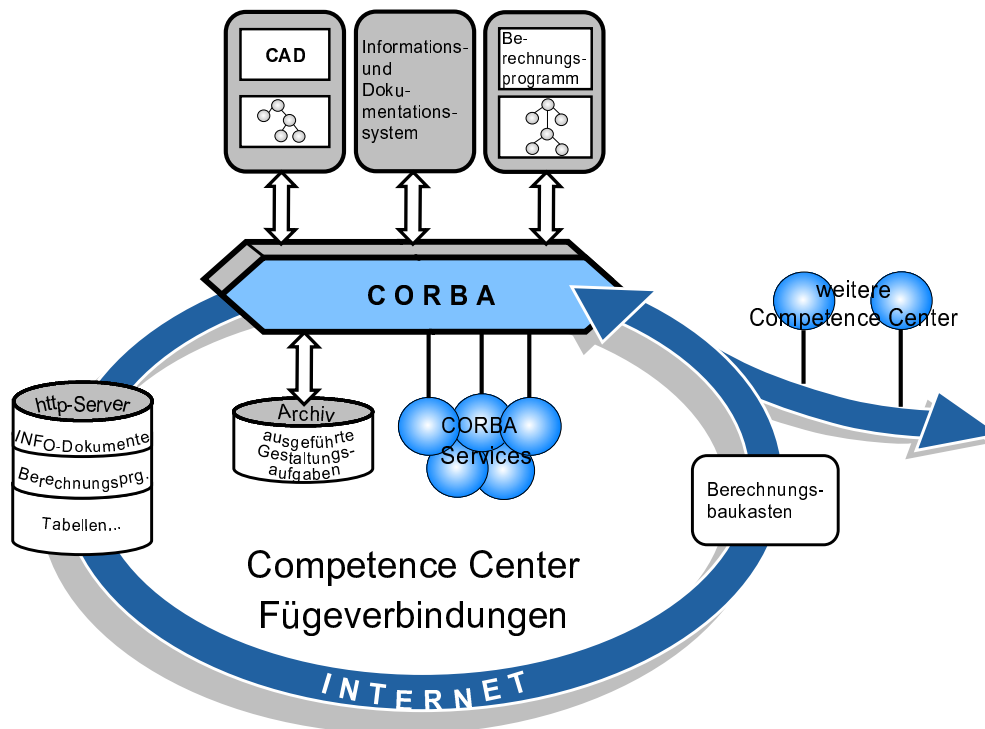 CAD
Informations-
und
Doku-
mentations-
system
Be-
rechnungs-
programm
CORBA
weitere
Competence Center
http-Server
INFO-Dokumente
Berechnungsprg.
Tabellen...
Archiv
ausgeführte
Gestaltungs-
aufgaben
CORBA
Services
Berechnungs-
baukasten
Competence Center
Fügeverbindungen
INTERNET